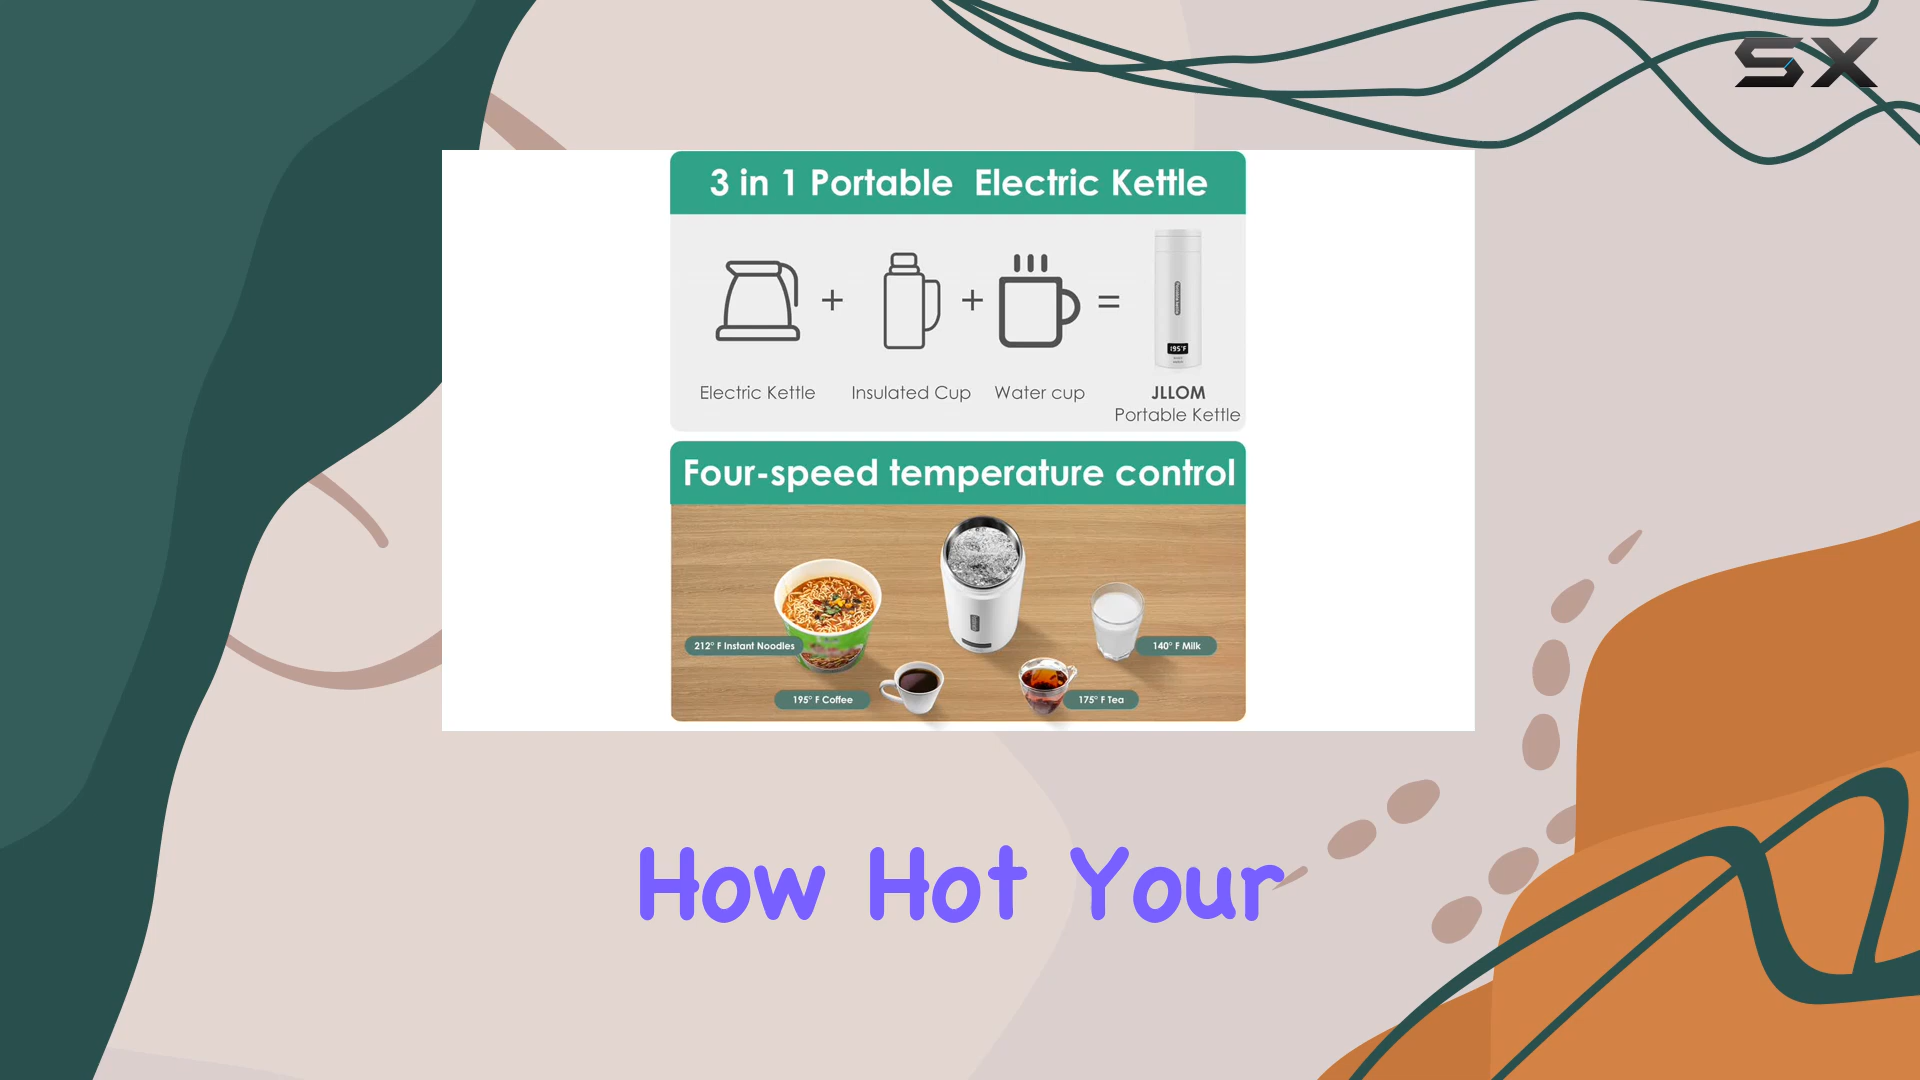 SX
3 in 1 Portable Electric Kettle
+ + =
Electric Kettle Insulated Cup Water cup JLLOM
Portable Kettle
195°F
Four-speed temperature control
212° F Instant Noodles
140° F Milk
195° F Coffee
175° F Tea
How Hot Your